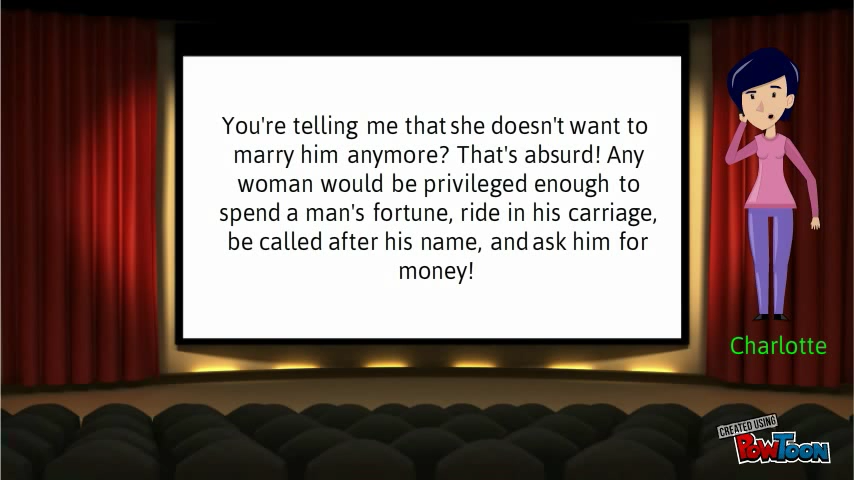 You're telling me that she doesn't want to
marry him anymore? That's absurd! Any
woman would be privileged enough to
spend a man's fortune, ride in his carriage,
be called after his name, and ask him for
money!
Charlotte
CREATED USING
POWTOON